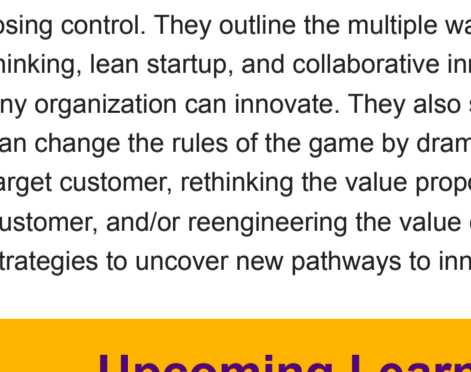 osing control. They outline the multiple wa
hinking, lean startup, and collaborative in
ny organization can innovate. They also s
an change the rules of the game by dram
arget customer, rethinking the value prop
ustomer, and/or reengineering the value
trategies to uncover new pathways to inn
Upcoming Learn